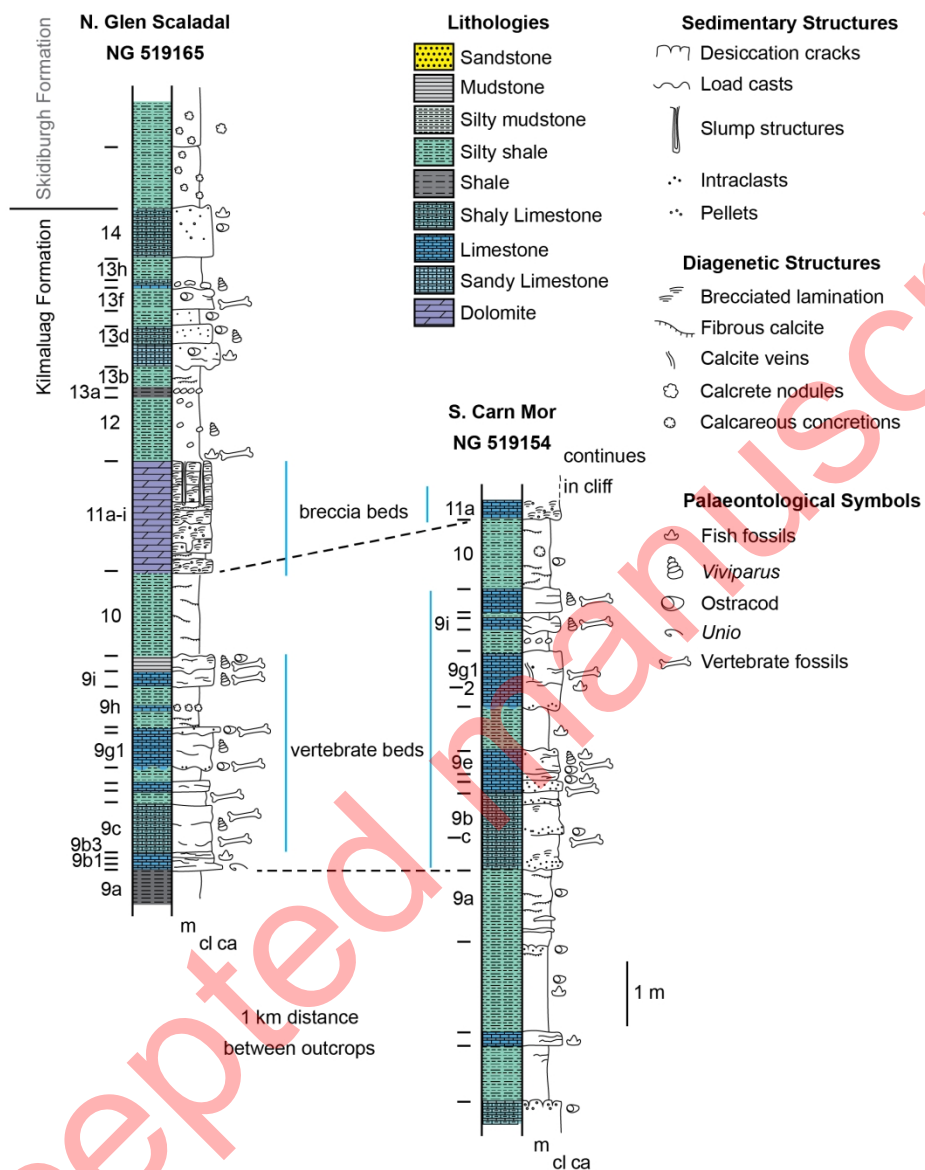 N. Glen Scaladal
NG 519165
Skidiburgh Formation
Kilmaluag Formation
14
13h
13f
13d
13b
13a
12
11a-i
10
9i
9h
9g1
9c
9b3
9b1
9a
m
cl ca
breccia beds
vertebrate beds
1 km distance
between outcrops
S. Carn Mor
NG 519154
continues
in cliff
11a
10
9i
9g1
–2
9e
9b
–c
9a
m
cl ca
1 m
Lithologies
Sandstone
Mudstone
Silty mudstone
Silty shale
Shale
Shaly Limestone
Limestone
Sandy Limestone
Dolomite
Sedimentary Structures
Desiccation cracks
Load casts
Slump structures
Intraclasts
Pellets
Diagenetic Structures
Brecciated lamination
Fibrous calcite
Calcite veins
Calcrete nodules
Calcareous concretions
Palaeontological Symbols
Fish fossils
Viviparus
Ostracod
Unio
Vertebrate fossils
epted manuscri